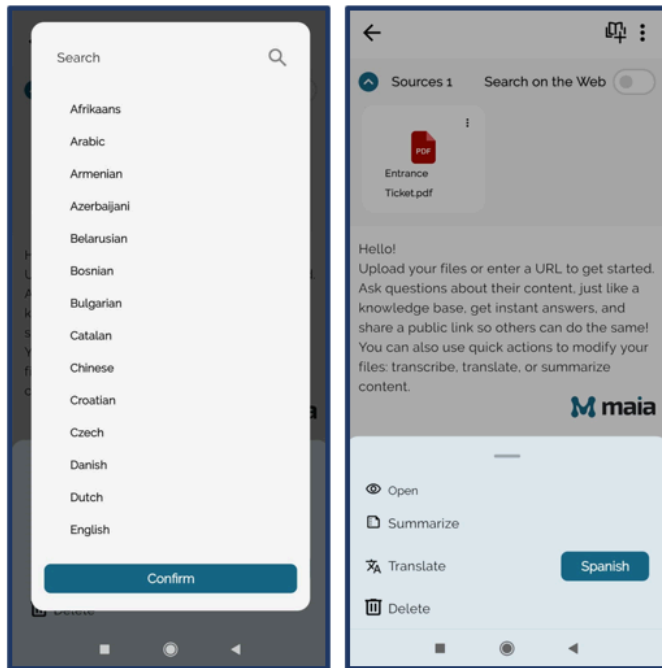 Search
Afrikaans
Arabic
Armenian
Azerbaijani
Belarusian
Bosnian
Bulgarian
Catalan
Chinese
Croatian
Czech
Danish
Dutch
English
Confirm
Delete
Sources 1 Search on the Web
PDF
Entrance
Ticket.pdf
Hello!
Upload your files or enter a URL to get started.
Ask questions about their content, just like a
knowledge base, get instant answers, and
share a public link so others can do the same!
You can also use quick actions to modify your
files: transcribe, translate, or summarize
content.
maia
Open
Summarize
Translate Spanish
Delete